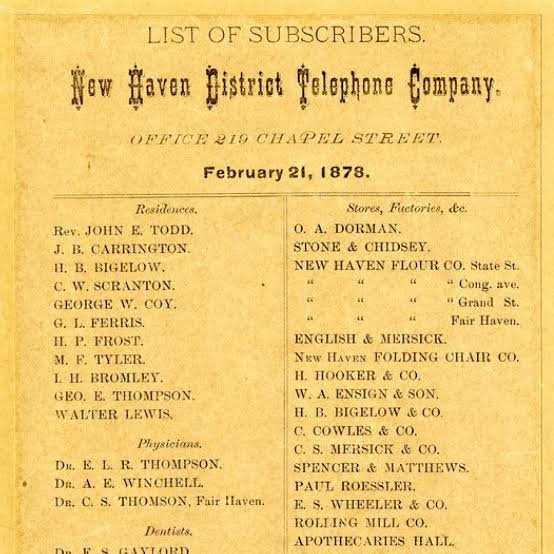 LIST OF SUBSCRIBERS.
New Haven District Telephone Company.
OFFICE 219 CHAPEL STREET.
February 21, 1878.
Residences.
Rev. JOHN E. TODD.
J. B. CARRINGTON.
H. B. BIGELOW.
C. W. SCRANTON.
GEORGE W. COY.
G. L. FERRIS.
H. P. FROST.
M. F. TYLER.
I. H. BROMLEY.
GEO. E. THOMPSON.
WALTER LEWIS.
Physicians.
DR. E. L. R. THOMPSON.
DR. A. E. WINCHELL.
DR. C. S. THOMSON, Fair Haven.
Dentists.
DR. E. S. GAYLORD
Stores, Factories, &c.
O. A. DORMAN.
STONE & CHIDSEY.
NEW HAVEN FLOUR CO. State St.
" " " " Cong. ave.
" " " " Grand St.
" " " Fair Haven.
ENGLISH & MERSICK.
NEW HAVEN FOLDING CHAIR CO.
H. HOOKER & CO.
W. A. ENSIGN & SON.
H. B. BIGELOW & CO.
C. COWLES & CO.
C. S. MERSICK & CO.
SPENCER & MATTHEWS.
PAUL ROESSLER.
E. S. WHEELER & CO.
ROLLING MILL CO.
APOTHECARIES HALL.